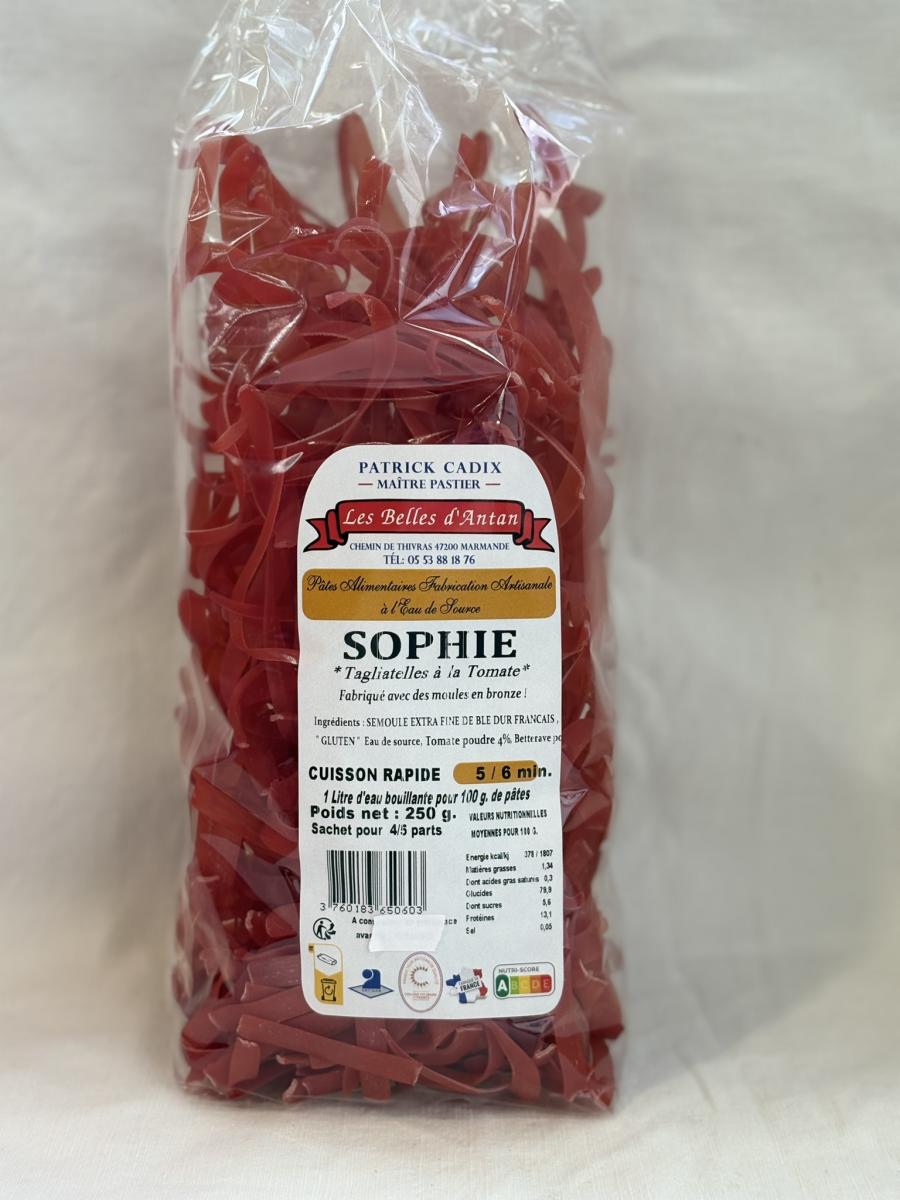 PATRICK CADIX
— MAÎTRE PASTIER —
Les Belles d'Antan
CHEMIN DE THIVRAS 47200 MARMANDE
TÉL: 05 53 88 18 76
Pâtes Alimentaires Fabrication Artisanale
à l'Eau de Source
SOPHIE
*Tagliatelles à la Tomate*
Fabriqué avec des moules en bronze !
Ingrédients : SEMOULE EXTRA FINE DE BLE DUR FRANCAIS,
"GLUTEN" Eau de source, Tomate poudre 4%, Betterave
CUISSON RAPIDE 5 / 6 min.
1 Litre d'eau bouillante pour 100 g. de pâtes
Poids net : 250 g.
Sachet pour 4/5 parts
VALEURS NUTRITIONNELLES
MOYENNES POUR 100 G.
Energie kcal/kj 378 / 1607
Matières grasses 1,34
Dont acides gras saturés 0,3
Glucides 78,9
Dont sucres 5,6
Protéines 13,1
Sel 0,05
3 760183 650603
NUTRI-SCORE
A B C D E
FRANCE